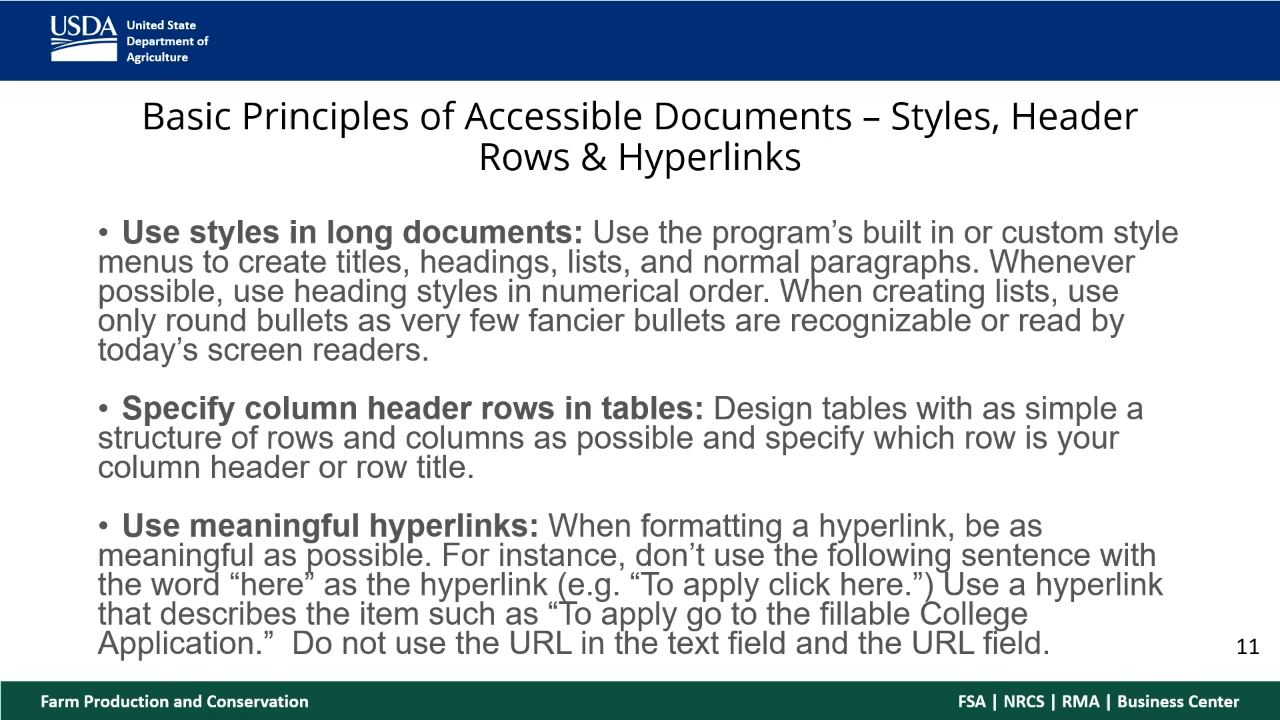 USDA
United State
Department of
Agriculture
Basic Principles of Accessible Documents – Styles, Header
Rows & Hyperlinks
• Use styles in long documents: Use the program’s built in or custom style
menus to create titles, headings, lists, and normal paragraphs. Whenever
possible, use heading styles in numerical order. When creating lists, use
only round bullets as very few fancier bullets are recognizable or read by
today’s screen readers.
• Specify column header rows in tables: Design tables with as simple a
structure of rows and columns as possible and specify which row is your
column header or row title.
• Use meaningful hyperlinks: When formatting a hyperlink, be as
meaningful as possible. For instance, don’t use the following sentence with
the word “here” as the hyperlink (e.g. “To apply click here.”) Use a hyperlink
that describes the item such as “To apply go to the fillable College
Application.”  Do not use the URL in the text field and the URL field.
11
Farm Production and Conservation
FSA | NRCS | RMA | Business Center